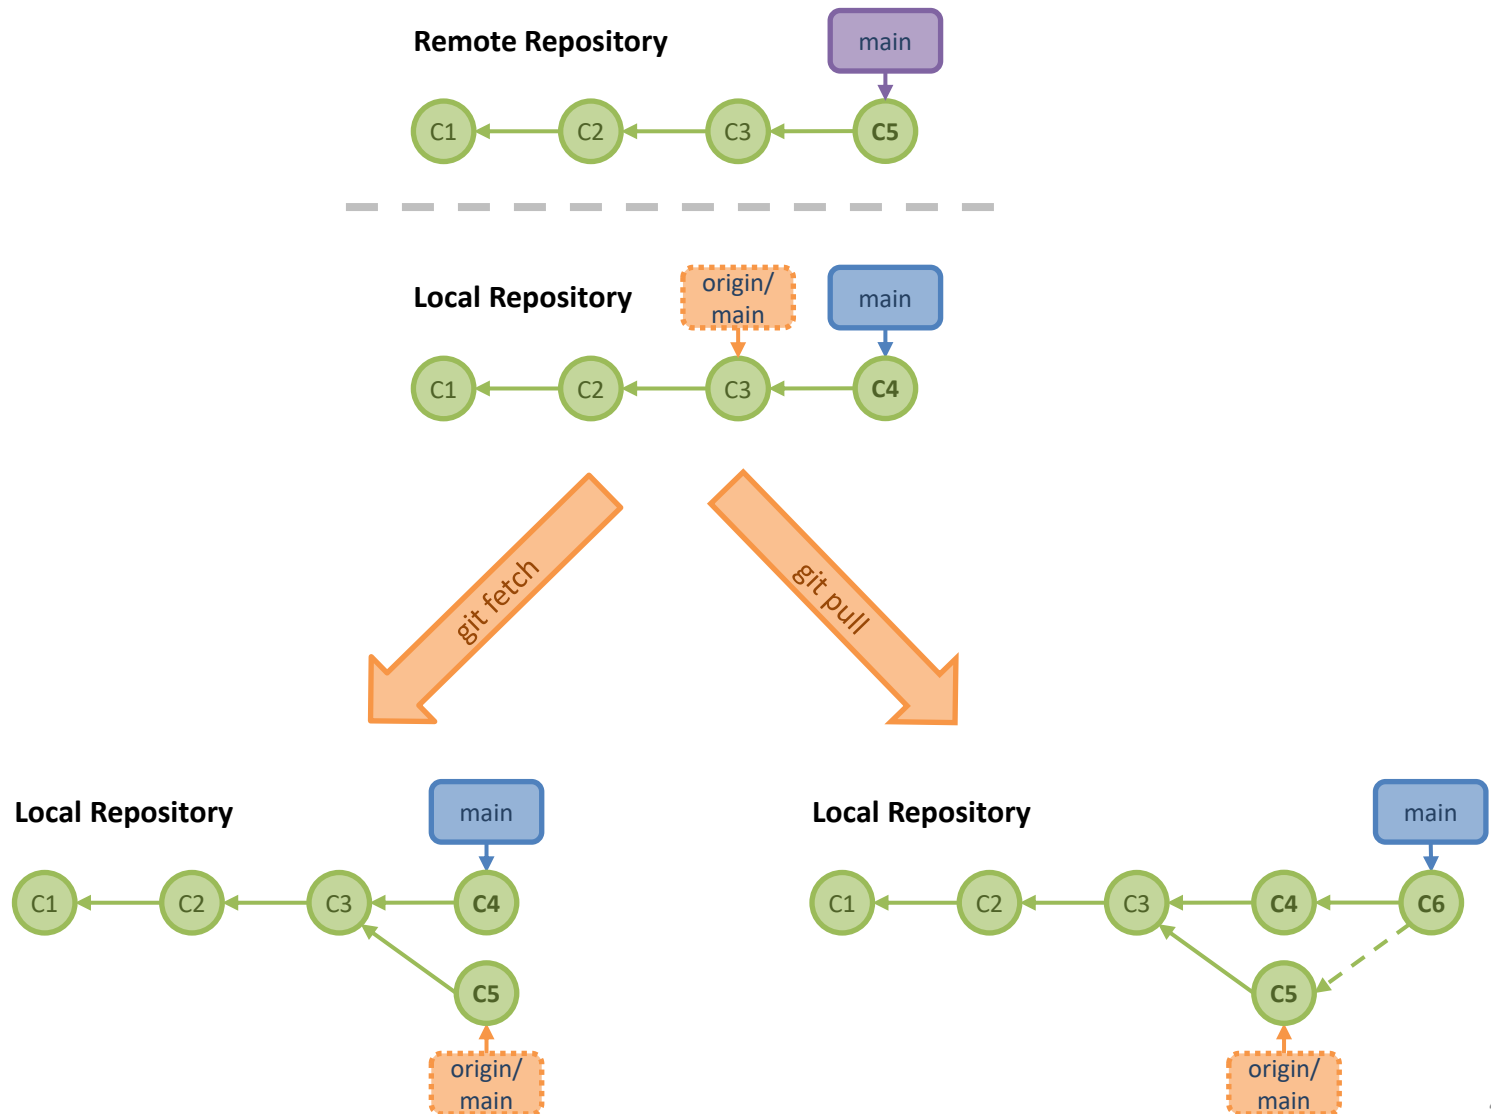 Remote Repository
main
C1
C2
C3
C5
Local Repository
origin/
main
main
C1
C2
C3
C4
git fetch
git pull
Local Repository
main
C1
C2
C3
C4
C5
origin/
main
Local Repository
main
C1
C2
C3
C4
C6
C5
origin/
main